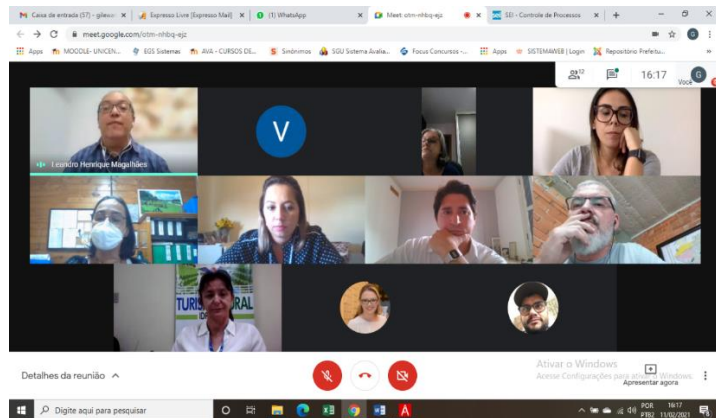 Caixa de entrada (57) - gilewar
Expresso Livre [Expresso Mail]
(1) WhatsApp
Meet: otm-nhbq-ejz
SEI - Controle de Processos
meet.google.com/otm-nhbq-ejz
Apps
MOODLE- UNICEN...
EGS Sistemas
AVA - CURSOS DE...
Sinônimos
SGU Sistema Avalia...
Focus Concursos -...
Apps
SISTEMAWEB | Login
Repositório Prefeitu...
12
16:17
Você
G
V
Leandro Henrique Magalhães
TURIS
RAL
Detalhes da reunião
Ativar o Windows
Acesse Configurações para ativar o Windows.
Apresentar agora
Digite aqui para pesquisar
POR 16:17
PTB2 11/02/2021